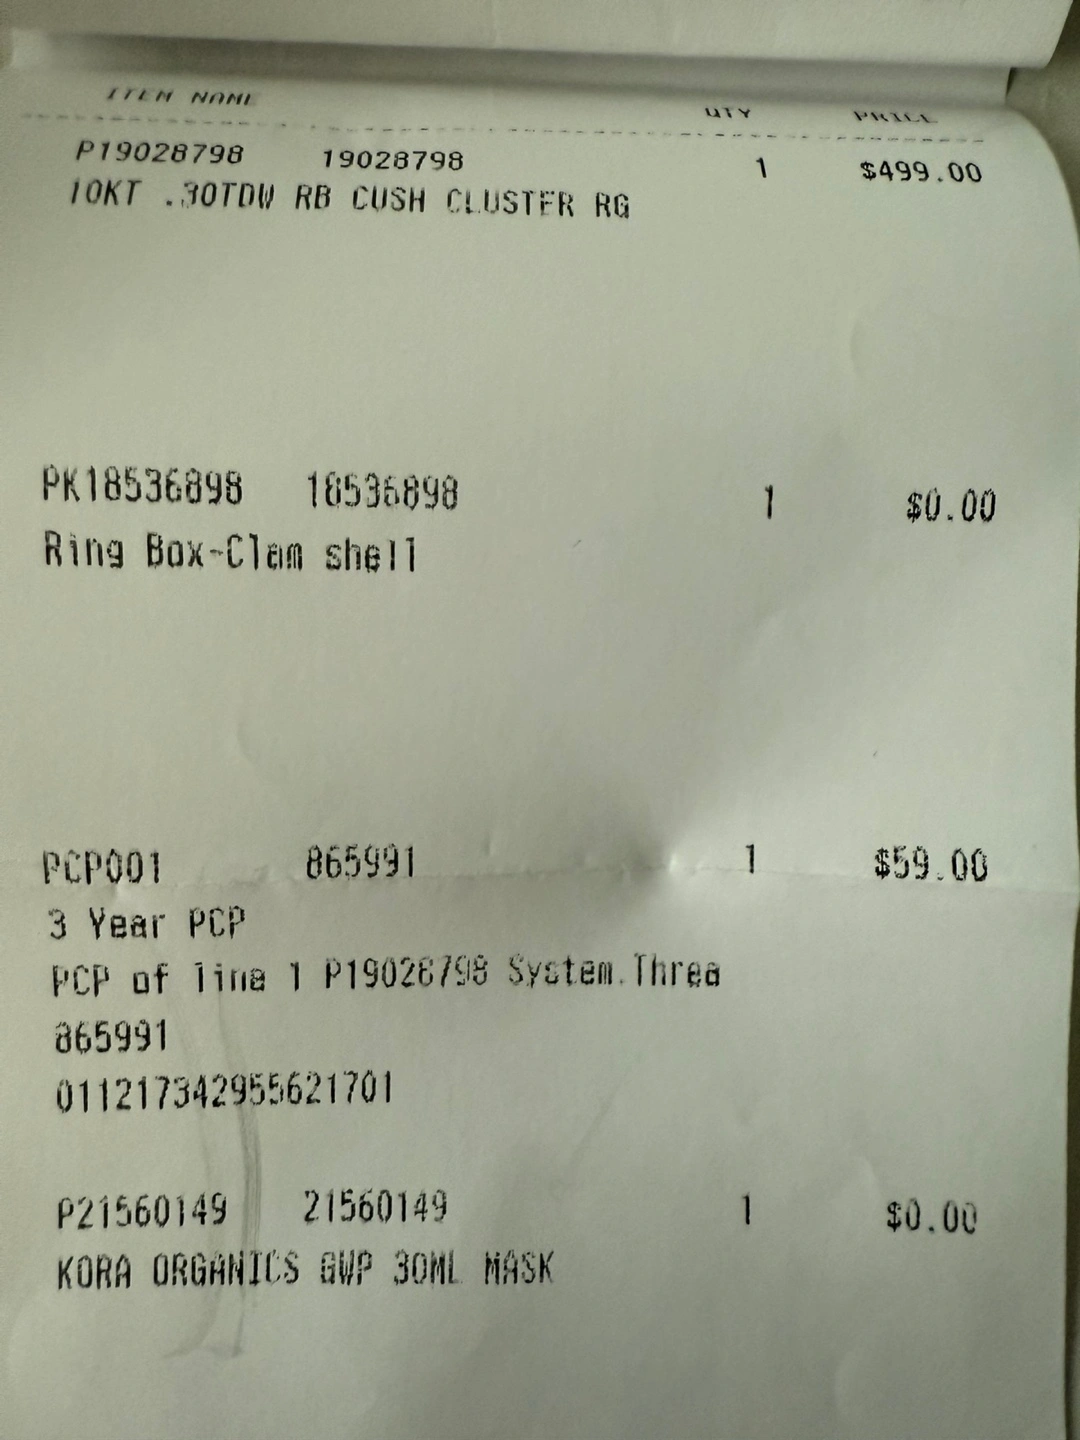 ITEM NAME QTY PRICE
P19028798 19028798 1 $499.00
10KT .30TDW RB CUSH CLUSTER RG
PK18536898 18536898 1 $0.00
Ring Box-Clam shell
PCP001 865991 1 $59.00
3 Year PCP
PCP of line 1 P19028798 System.Threa
865991
011217342955621701
P21560149 21560149 1 $0.00
KORA ORGANICS GWP 30ML MASK